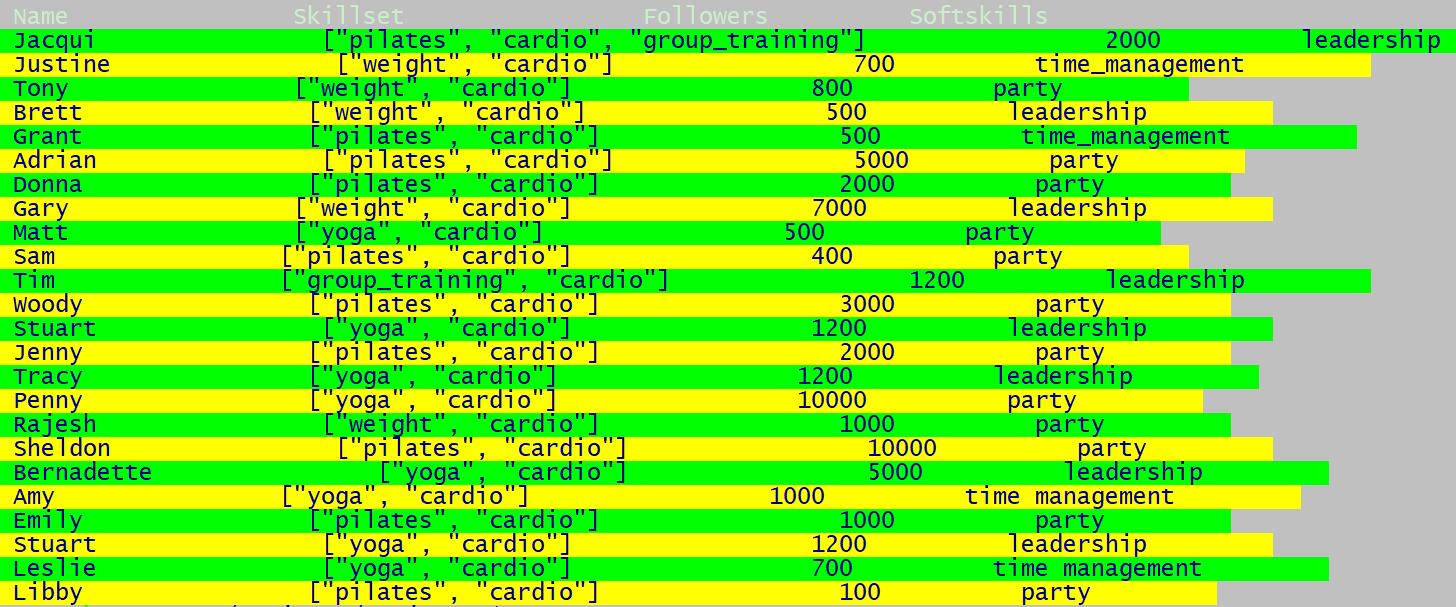 Name Skillset Followers Softskills
Jacqui ["pilates", "cardio", "group_training"] 2000 leadership
Justine ["weight", "cardio"] 700 time_management
Tony ["weight", "cardio"] 800 party
Brett ["weight", "cardio"] 500 leadership
Grant ["pilates", "cardio"] 500 time_management
Adrian ["pilates", "cardio"] 5000 party
Donna ["pilates", "cardio"] 2000 party
Gary ["weight", "cardio"] 7000 leadership
Matt ["yoga", "cardio"] 500 party
Sam ["pilates", "cardio"] 400 party
Tim ["group_training", "cardio"] 1200 leadership
Woody ["pilates", "cardio"] 3000 party
Stuart ["yoga", "cardio"] 1200 leadership
Jenny ["pilates", "cardio"] 2000 party
Tracy ["yoga", "cardio"] 1200 leadership
Penny ["yoga", "cardio"] 10000 party
Rajesh ["weight", "cardio"] 1000 party
Sheldon ["pilates", "cardio"] 10000 party
Bernadette ["yoga", "cardio"] 5000 leadership
Amy ["yoga", "cardio"] 1000 time management
Emily ["pilates", "cardio"] 1000 party
Stuart ["yoga", "cardio"] 1200 leadership
Leslie ["yoga", "cardio"] 700 time management
Libby ["pilates", "cardio"] 100 party